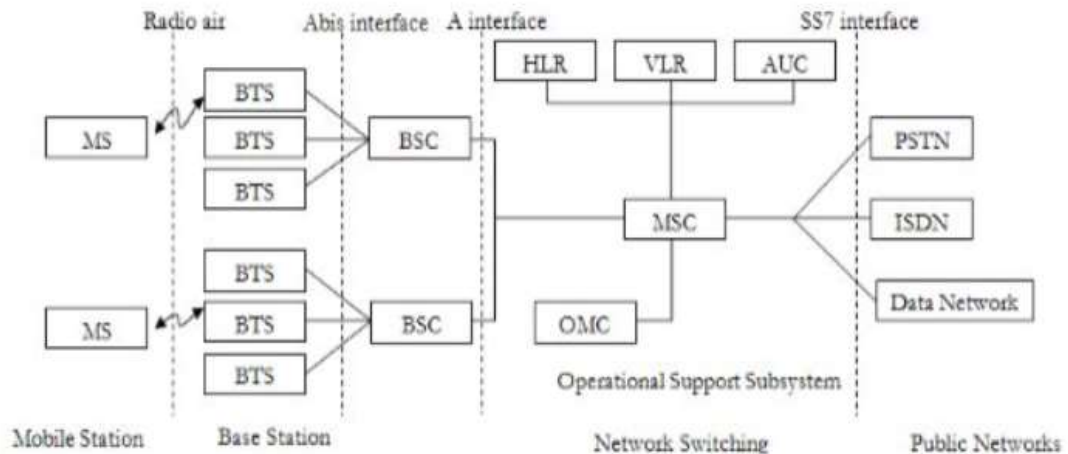 Radio air
Abis interface
A interface
SS7 interface
HLR
VLR
AUC
BTS
MS
BTS
BSC
PSTN
BTS
MSC
ISDN
BTS
Data Network
MS
BTS
BSC
OMC
BTS
Operational Support Subsystem
Mobile Station
Base Station
Network Switching
Public Networks